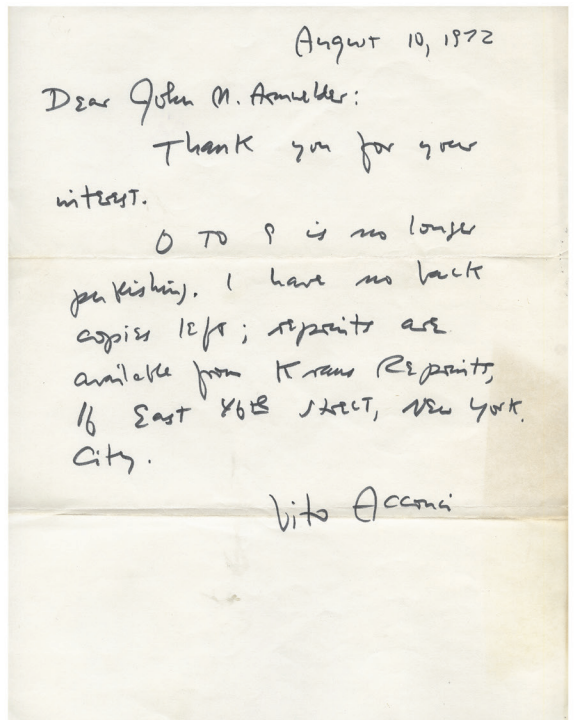 August 10, 1972
Dear John M. Armwelder:
Thank you for your
interest.
0 TO 9 is no longer
publishing. I have no back
copies left; reprints are
available from Kraus Reprints,
16 East 46th Street, New York
City.
Vito Acconci